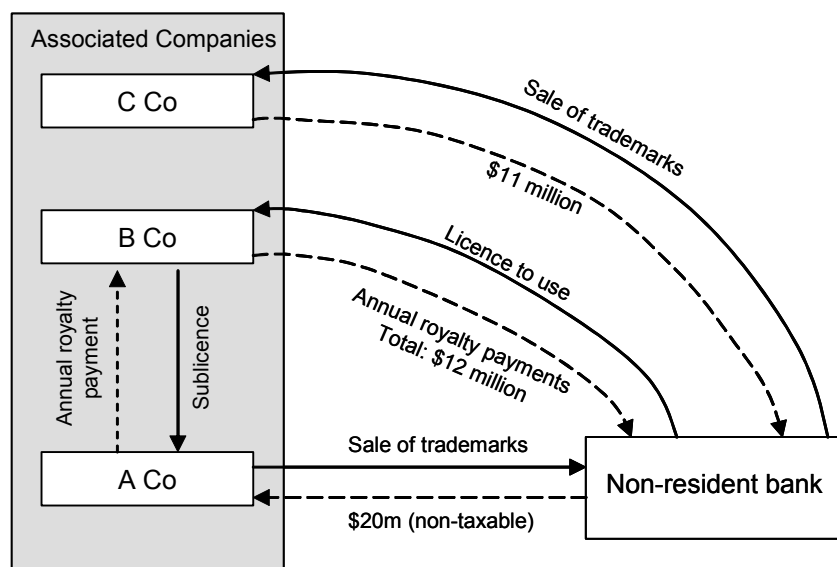 Associated Companies
C Co
Sale of trademarks
$11 million
B Co
Licence to use
Annual royalty payments
Total: $12 million
Annual royalty
payment
Sublicence
A Co
Sale of trademarks
$20m (non-taxable)
Non-resident bank